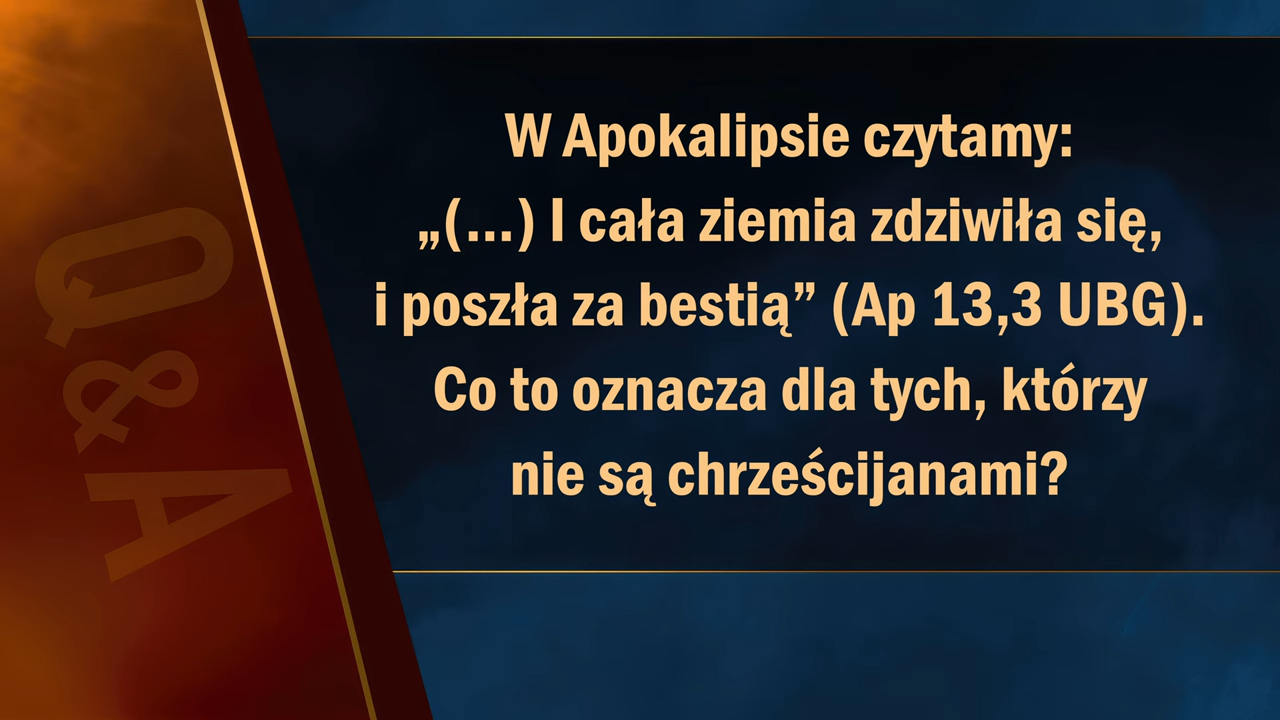 W Apokalipsie czytamy:
„(...) I cała ziemia zdziwiła się,
i poszła za bestią” (Ap 13,3 UBG).
Co to oznacza dla tych, którzy
nie są chrześcijanami?
Q&A